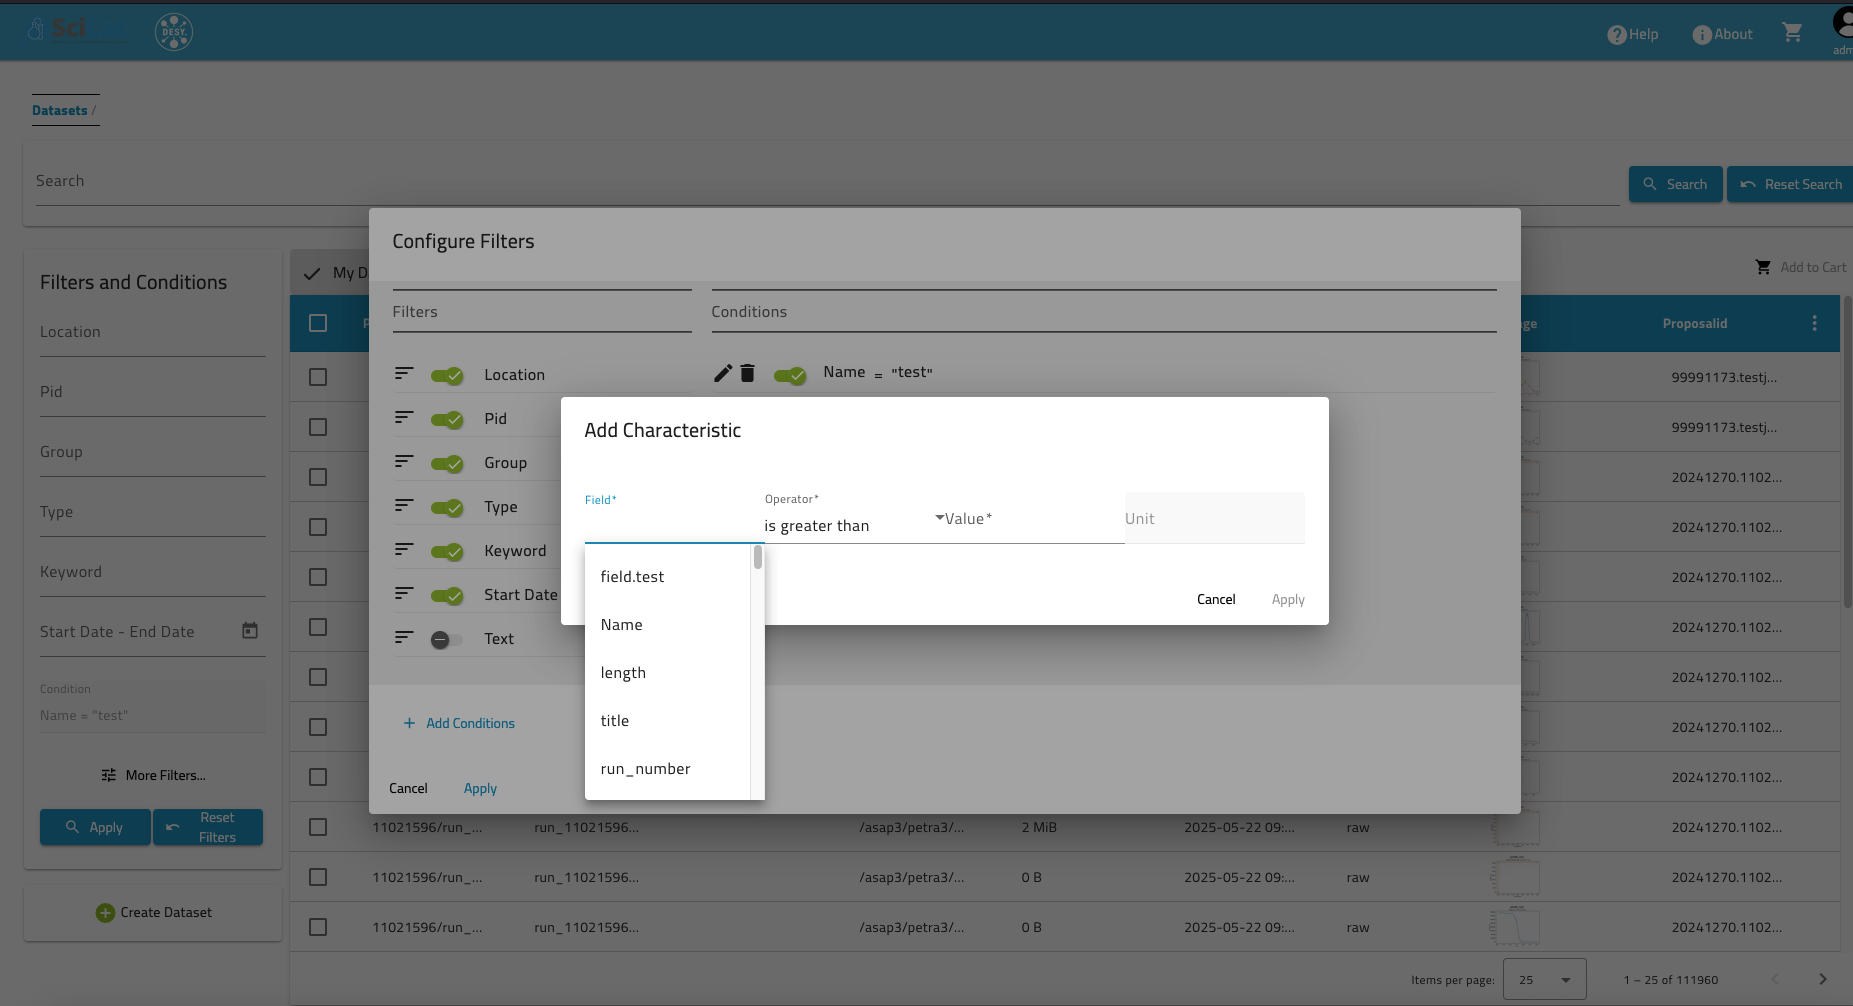 Sci
DESY.
Help
About
adm
Datasets /
Search
Search
Reset Search
Filters and Conditions
Location
Pid
Group
Type
Keyword
Start Date - End Date
Condition
Name = "test"
More Filters...
Apply
Reset Filters
Create Dataset
My D
Add to Cart
Proposalid
Configure Filters
Filters
Conditions
Location
Pid
Group
Type
Keyword
Start Date
Text
Name = "test"
Add Conditions
Cancel
Apply
Add Characteristic
Field*
Operator*
is greater than
Value*
Unit
Cancel
Apply
field.test
Name
length
title
run_number
99991173.testj...
99991173.testj...
20241270.1102...
20241270.1102...
20241270.1102...
20241270.1102...
20241270.1102...
20241270.1102...
20241270.1102...
11021596/run_... run_11021596... /asap3/petra3/... 2 MiB 2025-05-22 09:... raw 20241270.1102...
11021596/run_... run_11021596... /asap3/petra3/... 0 B 2025-05-22 09:... raw 20241270.1102...
11021596/run_... run_11021596... /asap3/petra3/... 0 B 2025-05-22 09:... raw 20241270.1102...
Items per page: 25 1 – 25 of 111960